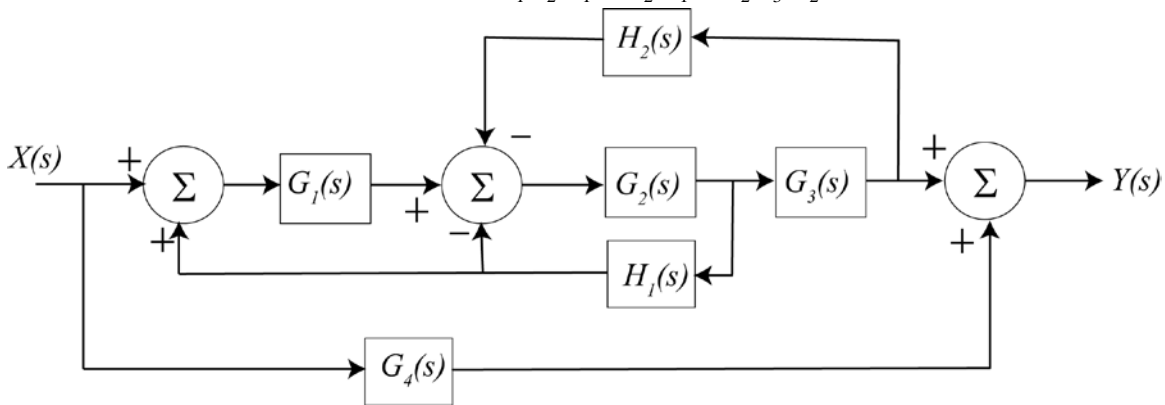 H₂(s)
−
X(s) + + Y(s)
Σ G₁(s) Σ G₂(s) G₃(s) Σ
+
+ − +
H₁(s)
G₄(s)